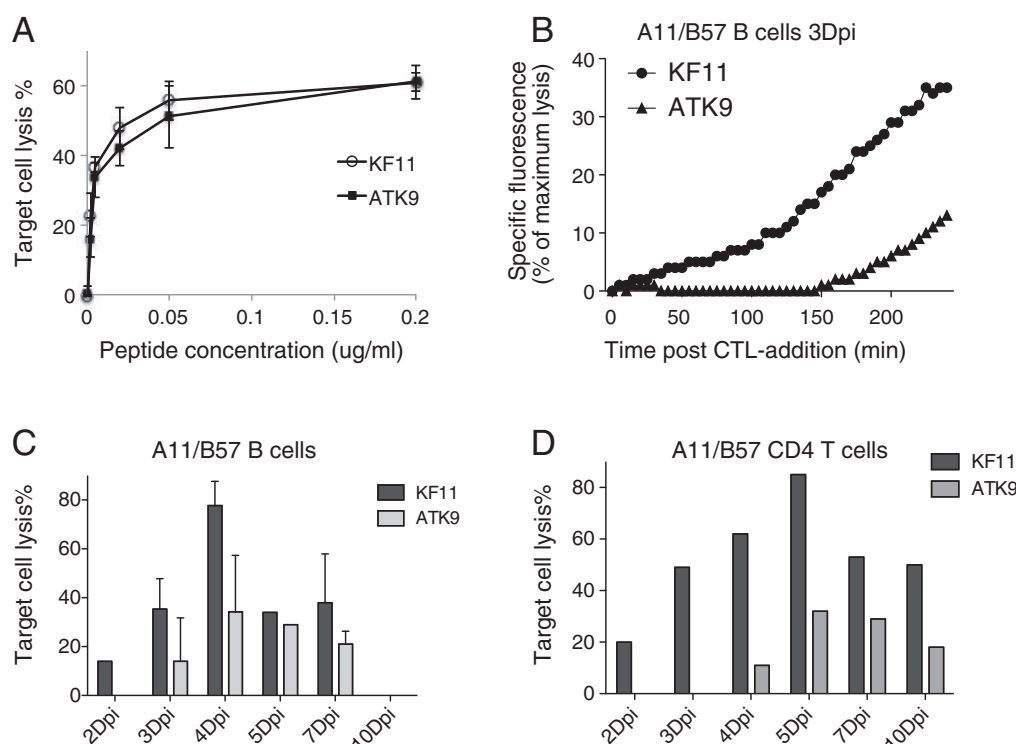 A
Target cell lysis %
60
40
20
0
0
0.05
0.1
0.15
0.2
Peptide concentration (ug/ml)
KF11
ATK9
B
A11/B57 B cells 3Dpi
KF11
ATK9
Specific fluorescence
(% of maximum lysis)
40
30
20
10
0
0
50
100
150
200
Time post CTL-addition (min)
C
A11/B57 B cells
KF11
ATK9
Target cell lysis%
80
60
40
20
0
2Dpi
3Dpi
4Dpi
5Dpi
7Dpi
10Dpi
D
A11/B57 CD4 T cells
KF11
ATK9
Target cell lysis%
80
60
40
20
0
2Dpi
3Dpi
4Dpi
5Dpi
7Dpi
10Dpi